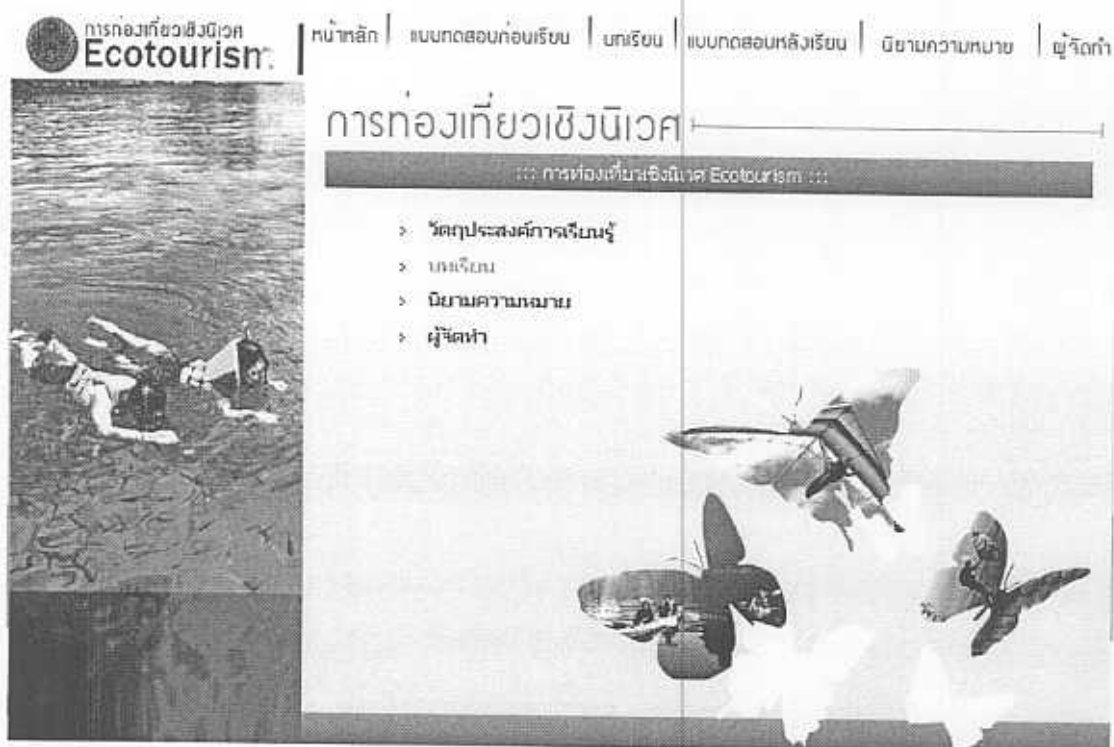 การท่องเที่ยวเชิงนิเวศ
Ecotourism
หน้าหลัก | แบบทดสอบก่อนเรียน | บทเรียน | แบบทดสอบหลังเรียน | นิยามความหมาย | ผู้จัดทำ
การท่องเที่ยวเชิงนิเวศ
::: การท่องเที่ยวเชิงนิเวศ Ecotourism :::
> วัตถุประสงค์การเรียนรู้
> บทเรียน
> นิยามความหมาย
> ผู้จัดทำ